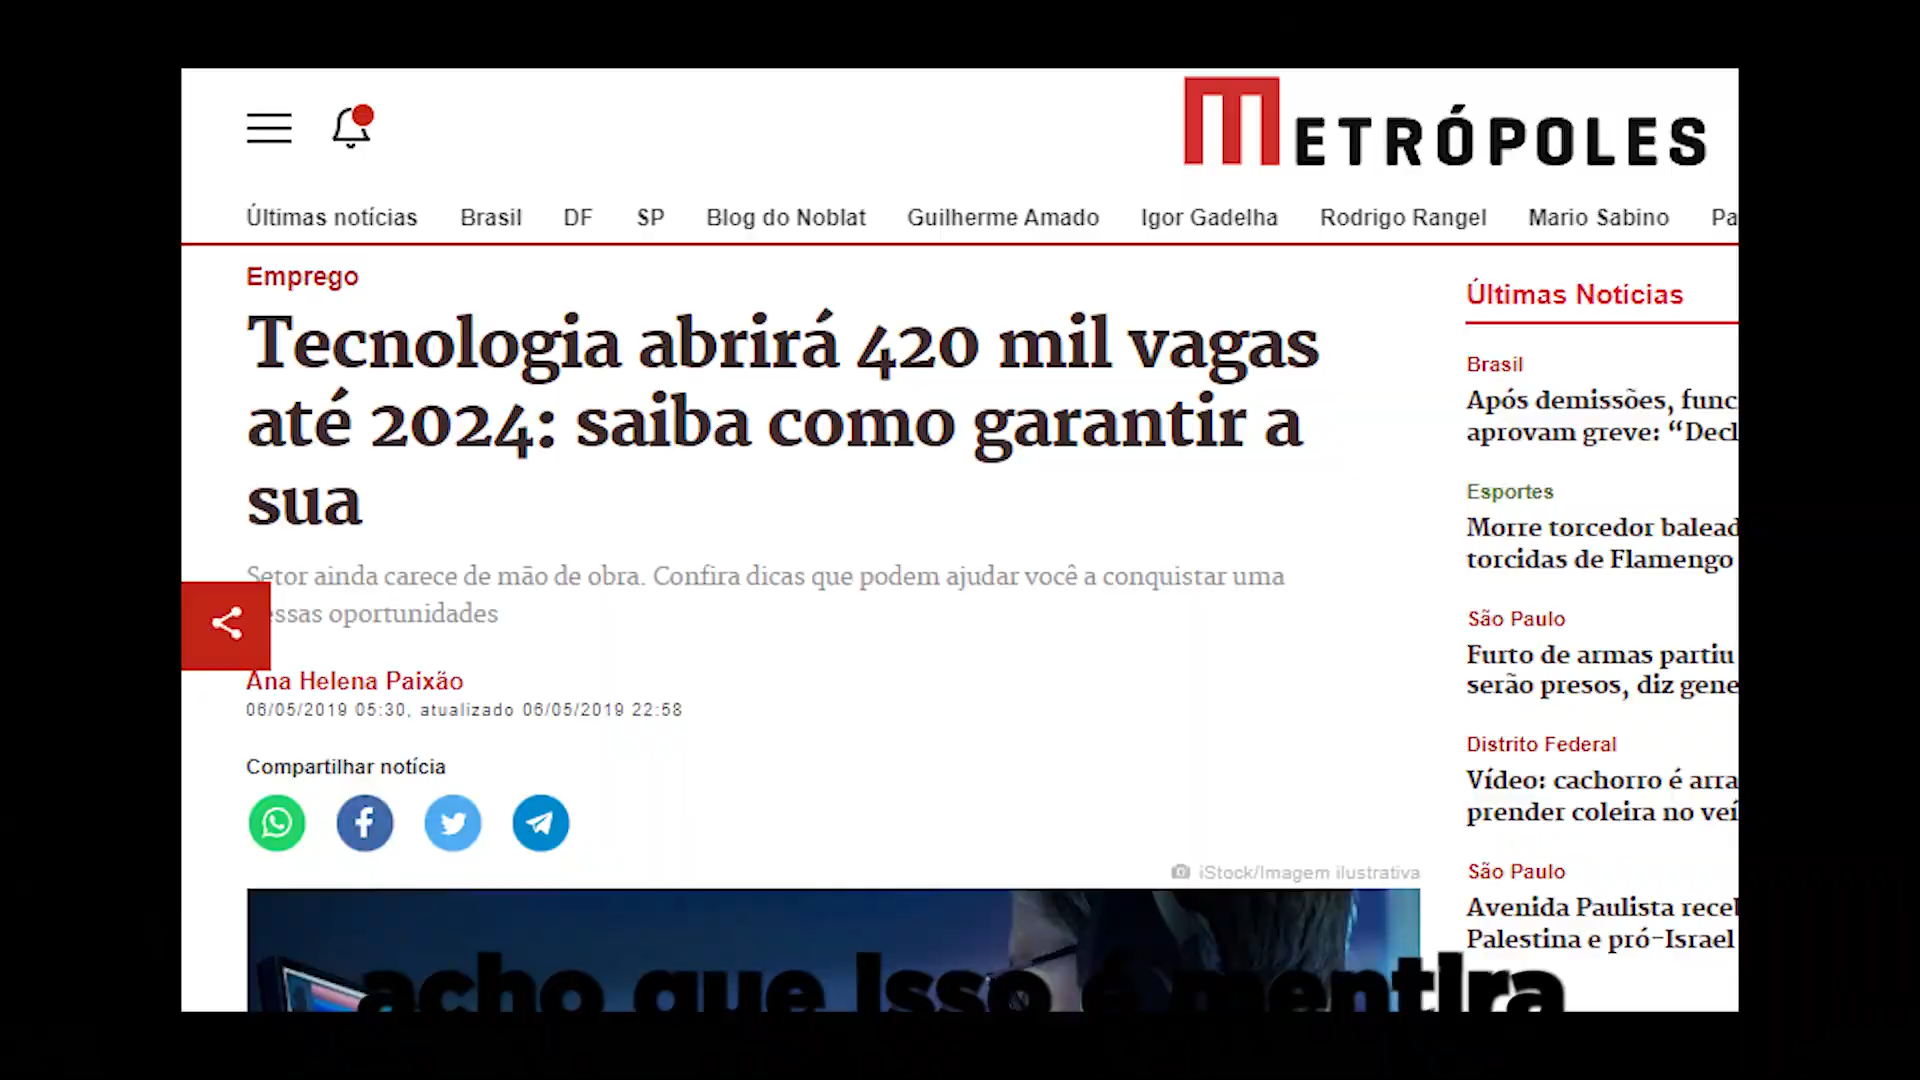 METRÓPOLES
Últimas notícias Brasil DF SP Blog do Noblat Guilherme Amado Igor Gadelha Rodrigo Rangel Mario Sabino Pa
Emprego
Tecnologia abrirá 420 mil vagas
até 2024: saiba como garantir a
sua
Setor ainda carece de mão de obra. Confira dicas que podem ajudar você a conquistar uma
essas oportunidades
Ana Helena Paixão
06/05/2019 05:30, atualizado 06/05/2019 22:58
Compartilhar notícia
iStock/Imagem ilustrativa
Últimas Notícias
Brasil
Após demissões, func
aprovam greve: “Decl
Esportes
Morre torcedor balead
torcidas de Flamengo
São Paulo
Furto de armas partiu
serão presos, diz gene
Distrito Federal
Vídeo: cachorro é arra
prender coleira no veí
São Paulo
Avenida Paulista recel
Palestina e pró-Israel
acho que isso é mentira